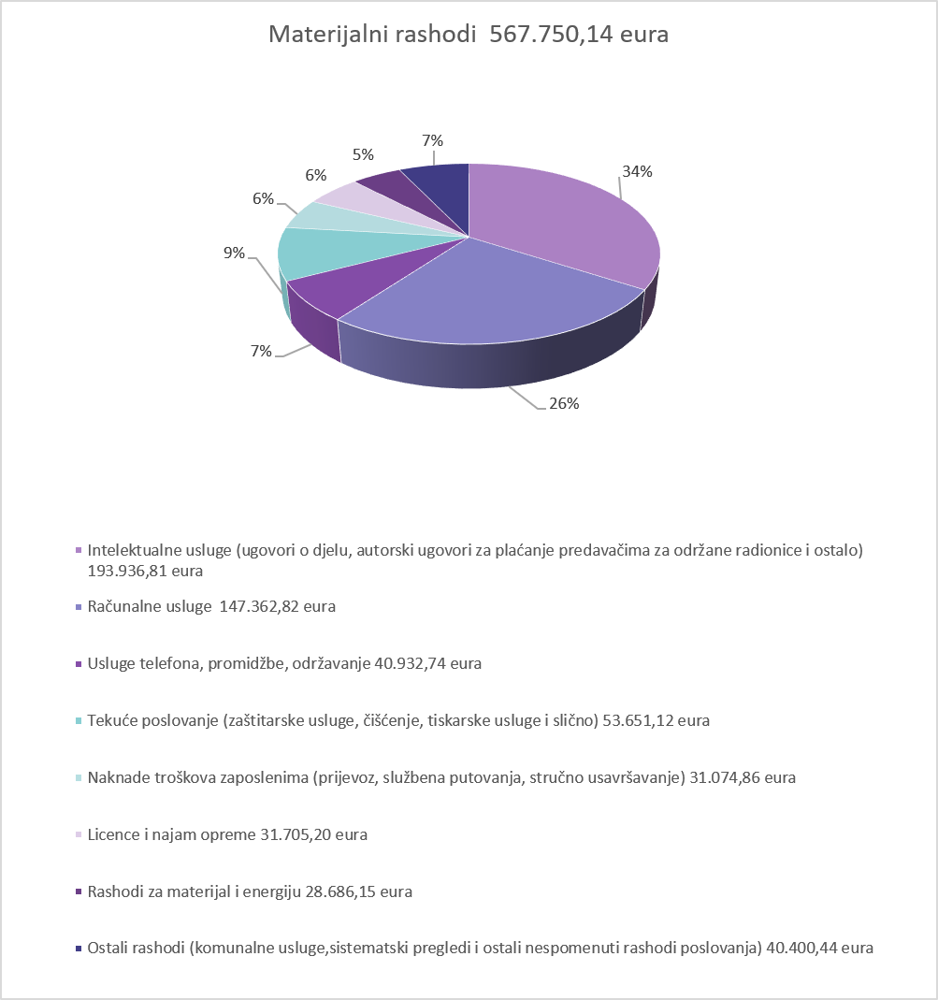 Materijalni rashodi  567.750,14 eura
7%
5%
34%
6%
6%
9%
7%
26%
Intelektualne usluge (ugovori o djelu, autorski ugovori za plaćanje predavačima za održane radionice i ostalo)
193.936,81 eura
Računalne usluge  147.362,82 eura
Usluge telefona, promidžbe, održavanje 40.932,74 eura
Tekuće poslovanje (zaštitarske usluge, čišćenje, tiskarske usluge i slično) 53.651,12 eura
Naknade troškova zaposlenima (prijevoz, službena putovanja, stručno usavršavanje) 31.074,86 eura
Licence i najam opreme 31.705,20 eura
Rashodi za materijal i energiju 28.686,15 eura
Ostali rashodi (komunalne usluge,sistematski pregledi i ostali nespomenuti rashodi poslovanja) 40.400,44 eura